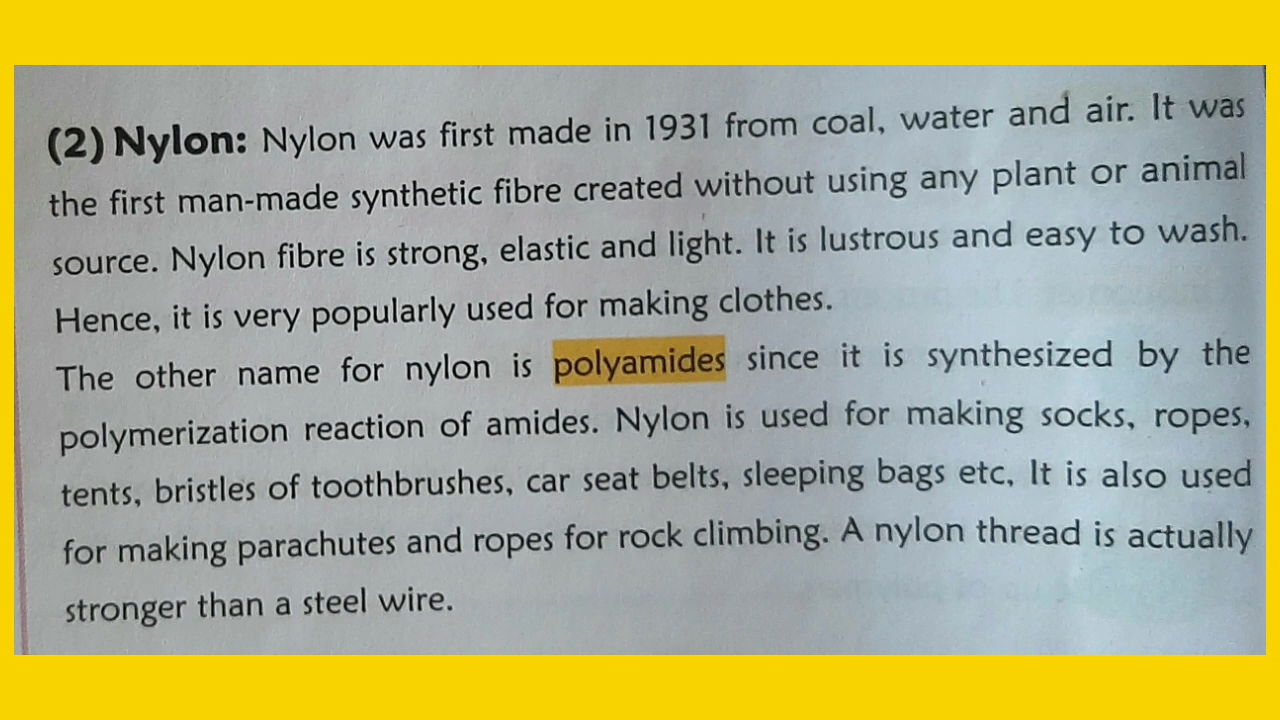 (2) Nylon: Nylon was first made in 1931 from coal, water and air. It was
the first man-made synthetic fibre created without using any plant or animal
source. Nylon fibre is strong, elastic and light. It is lustrous and easy to wash.
Hence, it is very popularly used for making clothes.
The other name for nylon is polyamides since it is synthesized by the
polymerization reaction of amides. Nylon is used for making socks, ropes,
tents, bristles of toothbrushes, car seat belts, sleeping bags etc, It is also used
for making parachutes and ropes for rock climbing. A nylon thread is actually
stronger than a steel wire.